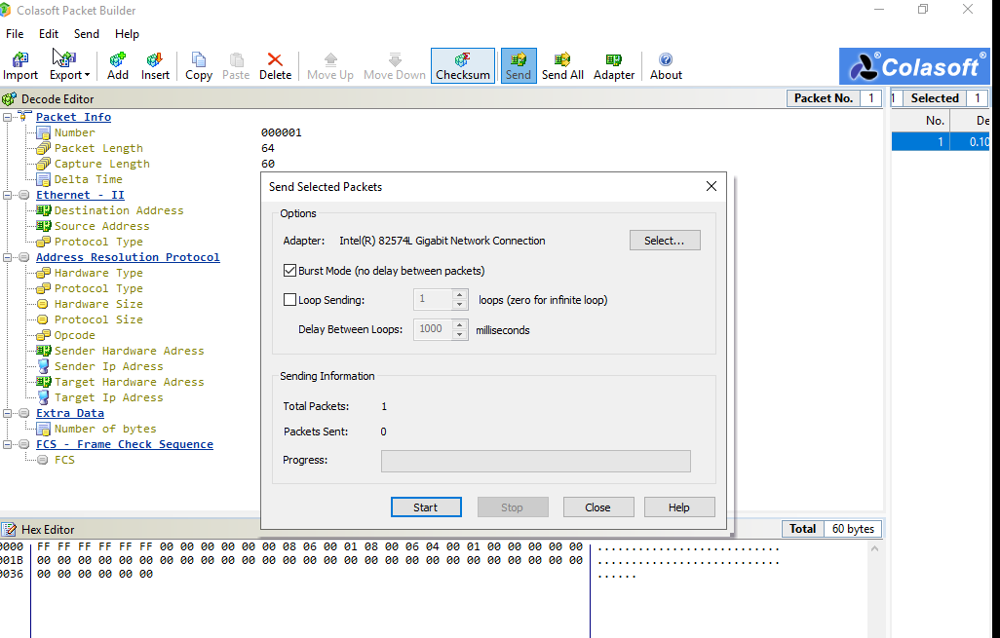 Colasoft Packet Builder
File Edit Send Help
Import Export Add Insert Copy Paste Delete Move Up Move Down Checksum Send Send All Adapter About
Colasoft®
Decode Editor
Packet No. 1
1 Selected 1
Packet Info
Number 000001
Packet Length 64
Capture Length 60
Delta Time
Ethernet - II
Destination Address
Source Address
Protocol Type
Address Resolution Protocol
Hardware Type
Protocol Type
Hardware Size
Protocol Size
Opcode
Sender Hardware Adress
Sender Ip Adress
Target Hardware Adress
Target Ip Adress
Extra Data
Number of bytes
FCS - Frame Check Sequence
FCS
No. De
1 0.10
Send Selected Packets
Options
Adapter: Intel(R) 82574L Gigabit Network Connection Select...
Burst Mode (no delay between packets)
Loop Sending: 1 loops (zero for infinite loop)
Delay Between Loops: 1000 milliseconds
Sending Information
Total Packets: 1
Packets Sent: 0
Progress:
Start Stop Close Help
Hex Editor
Total 60 bytes
0000 FF FF FF FF FF FF 00 00 00 00 00 00 08 06 00 01 08 00 06 04 00 01 00 00 00 00 00 ...........................
001B 00 00 00 00 00 00 00 00 00 00 00 00 00 00 00 00 00 00 00 00 00 00 00 00 00 00 00 ...........................
0036 00 00 00 00 00 00 ......